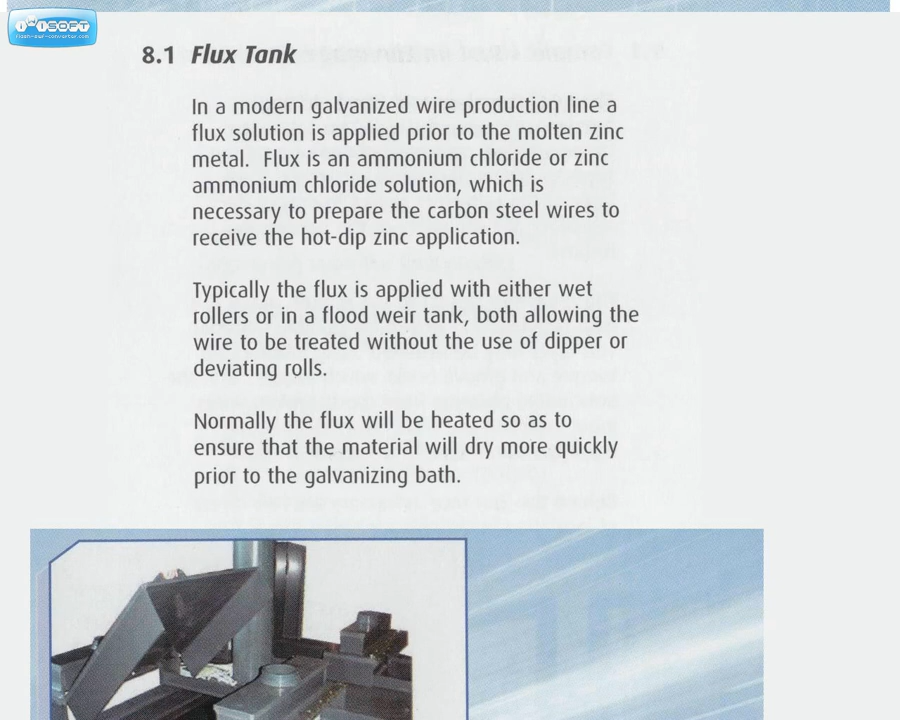 iWiSOFT
flash-swf-converter.com
8.1 Flux Tank
In a modern galvanized wire production line a
flux solution is applied prior to the molten zinc
metal. Flux is an ammonium chloride or zinc
ammonium chloride solution, which is
necessary to prepare the carbon steel wires to
receive the hot-dip zinc application.
Typically the flux is applied with either wet
rollers or in a flood weir tank, both allowing the
wire to be treated without the use of dipper or
deviating rolls.
Normally the flux will be heated so as to
ensure that the material will dry more quickly
prior to the galvanizing bath.